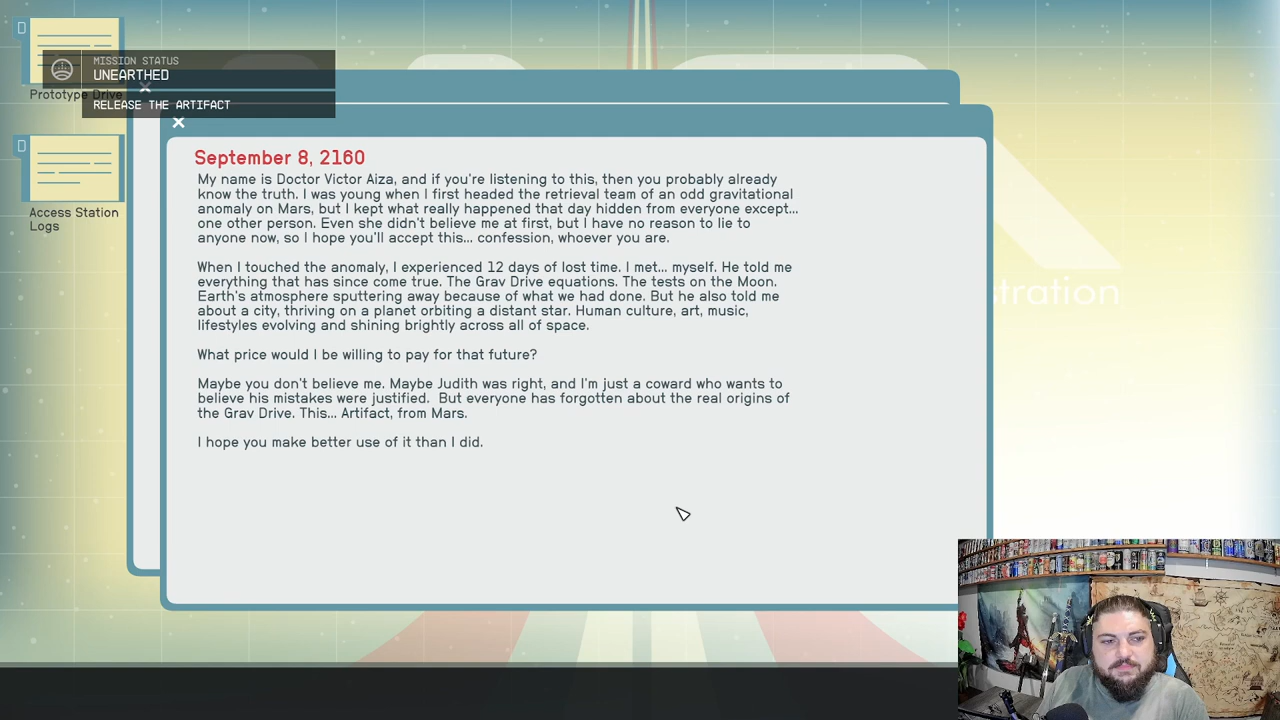 D
MISSION STATUS
UNEARTHED
Prototype Drive
RELEASE THE ARTIFACT
D
Access Station
Logs
September 8, 2160
My name is Doctor Victor Aiza, and if you're listening to this, then you probably already
know the truth. I was young when I first headed the retrieval team of an odd gravitational
anomaly on Mars, but I kept what really happened that day hidden from everyone except...
one other person. Even she didn't believe me at first, but I have no reason to lie to
anyone now, so I hope you'll accept this... confession, whoever you are.
When I touched the anomaly, I experienced 12 days of lost time. I met... myself. He told me
everything that has since come true. The Grav Drive equations. The tests on the Moon.
Earth's atmosphere sputtering away because of what we had done. But he also told me
about a city, thriving on a planet orbiting a distant star. Human culture, art, music,
lifestyles evolving and shining brightly across all of space.
What price would I be willing to pay for that future?
Maybe you don't believe me. Maybe Judith was right, and I'm just a coward who wants to
believe his mistakes were justified.  But everyone has forgotten about the real origins of
the Grav Drive. This... Artifact, from Mars.
I hope you make better use of it than I did.
stration